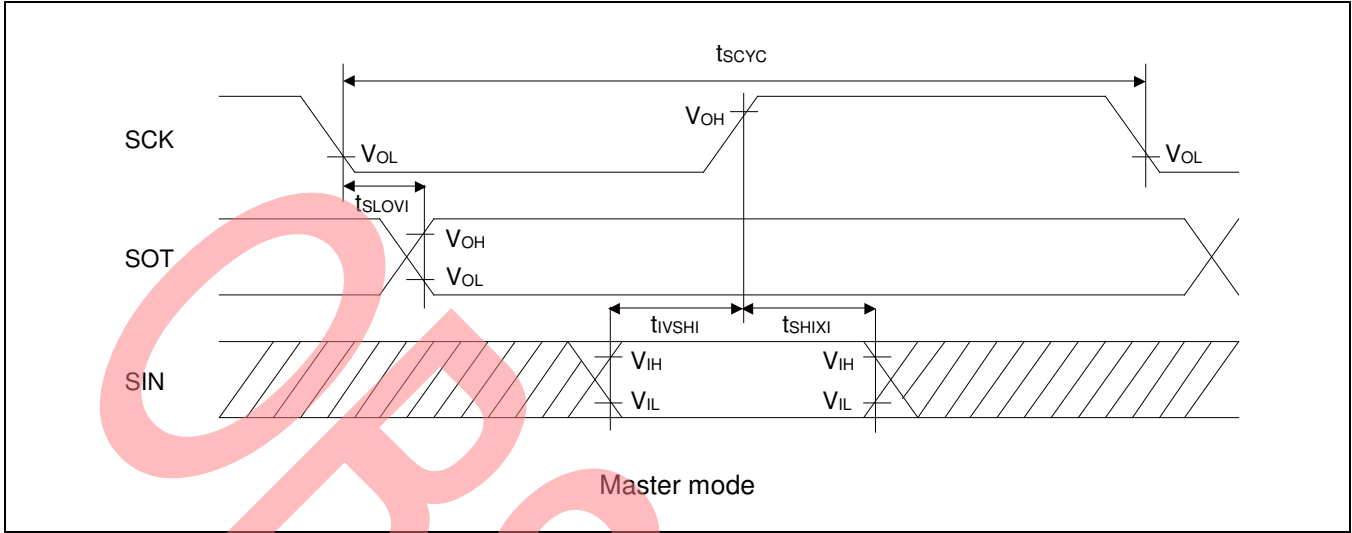 tSCYC
SCK
VOH
VOL
VOL
tSLOVI
SOT
VOH
VOL
tIVSHI
tSHIXI
SIN
VIH
VIH
VIL
VIL
Master mode